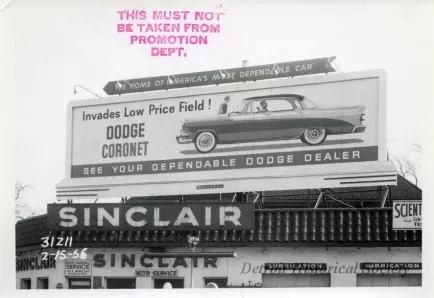 THIS MUST NOT
BE TAKEN FROM
PROMOTION
DEPT.
THE HOME OF AMERICA'S MOST DEPENDABLE CAR
Invades Low Price Field !
DODGE
CORONET
SEE YOUR DEPENDABLE DODGE DEALER
SINCLAIR
SCIENT
31211
2-15-56
SINCLAIR
SERVICE
SINCLAIR
SERVICE
LUBRICATION
LUBRICATION
Detroit Historical Society